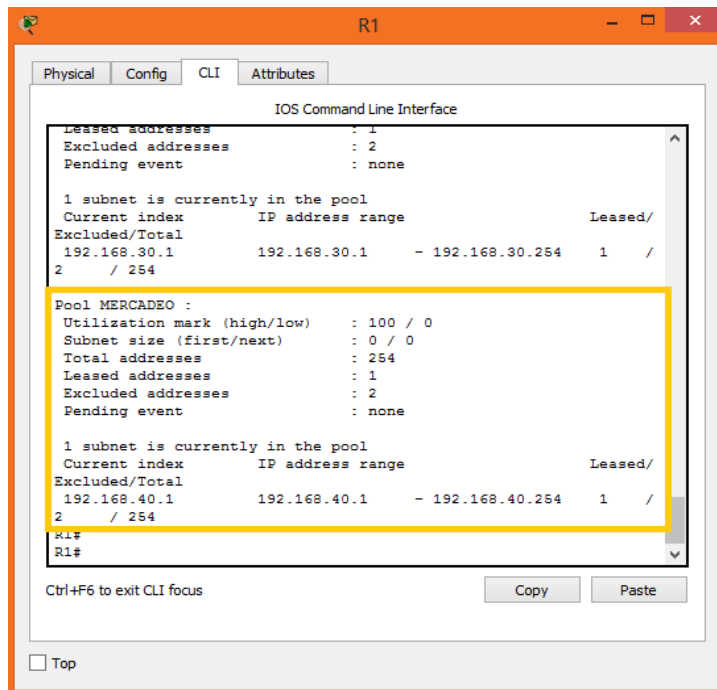 R1
Physical Config CLI Attributes
IOS Command Line Interface
Leased addresses : 1
Excluded addresses : 2
Pending event : none
1 subnet is currently in the pool
Current index IP address range Leased/
Excluded/Total
192.168.30.1 192.168.30.1 - 192.168.30.254 1 /
2 / 254
Pool MERCADEO :
Utilization mark (high/low) : 100 / 0
Subnet size (first/next) : 0 / 0
Total addresses : 254
Leased addresses : 1
Excluded addresses : 2
Pending event : none
1 subnet is currently in the pool
Current index IP address range Leased/
Excluded/Total
192.168.40.1 192.168.40.1 - 192.168.40.254 1 /
2 / 254
R1#
R1#
Ctrl+F6 to exit CLI focus
Copy Paste
Top